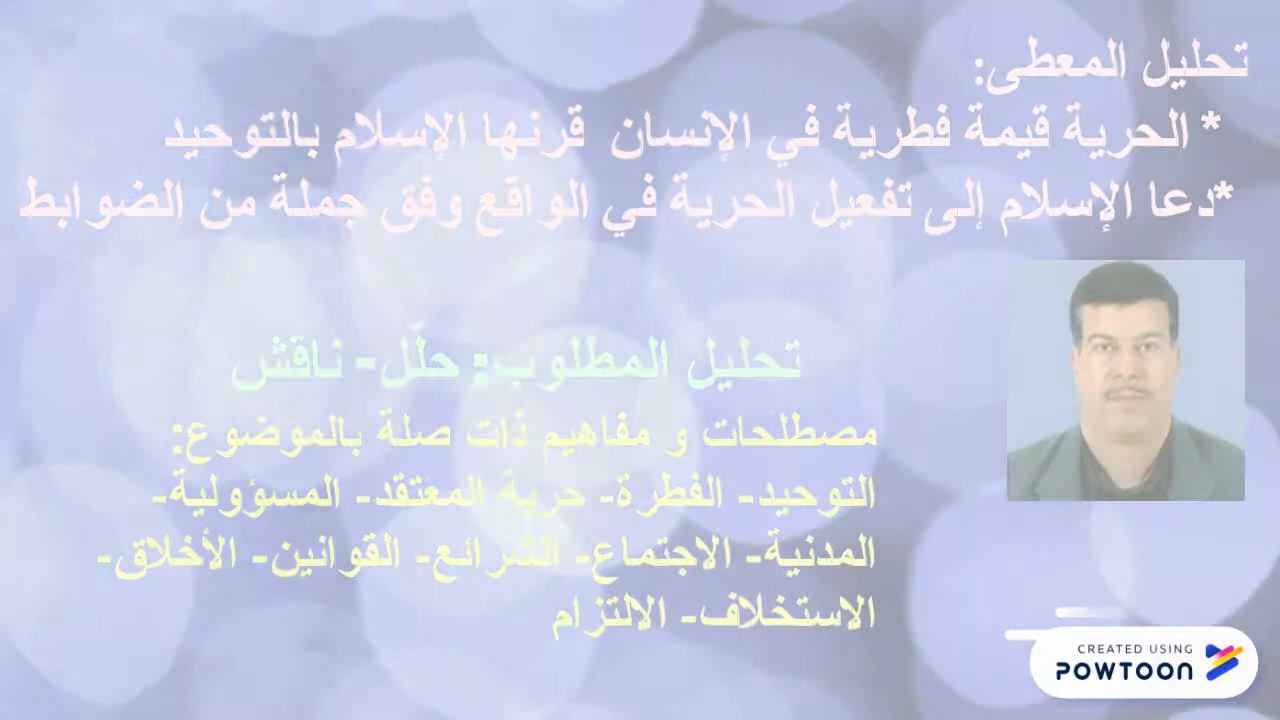 تحليل المعطى:
* الحرية قيمة فطرية في الإنسان قرنها الإسلام بالتوحيد
*دعا الإسلام إلى تفعيل الحرية في الواقع وفق جملة من الضوابط
تحليل المطلوب: حلّل- ناقش
مصطلحات و مفاهيم ذات صلة بالموضوع:
التوحيد- الفطرة- حرية المعتقد- المسؤولية-
المدنية- الاجتماع- الشرائع- القوانين- الأخلاق-
الاستخلاف- الالتزام
CREATED USING
POWTOON